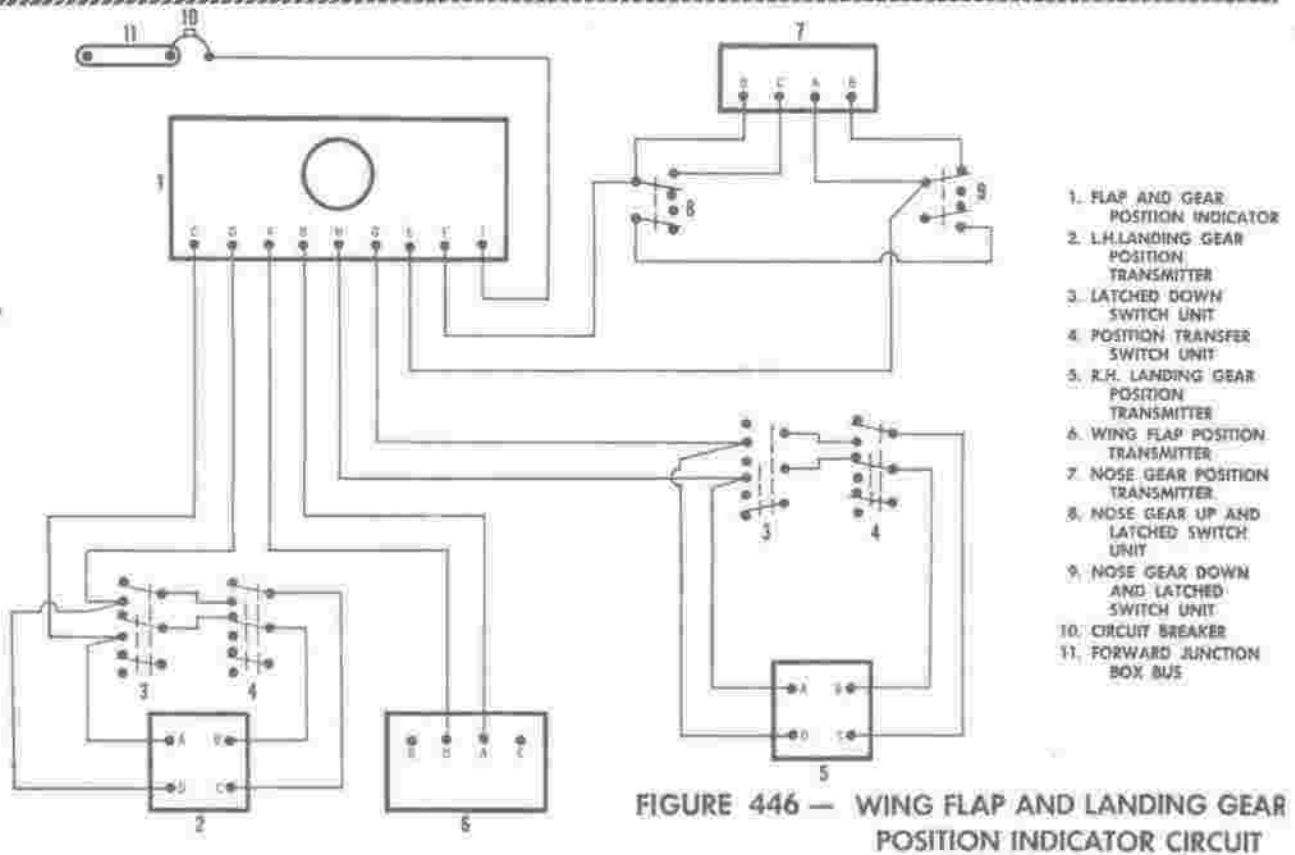 10
11
7
B C A B
1
8
9
1. FLAP AND GEAR
POSITION INDICATOR
2. L.H. LANDING GEAR
POSITION
TRANSMITTER
3. LATCHED DOWN
SWITCH UNIT
4. POSITION TRANSFER
SWITCH UNIT
5. R.H. LANDING GEAR
POSITION
TRANSMITTER
6. WING FLAP POSITION
TRANSMITTER
7. NOSE GEAR POSITION
TRANSMITTER
8. NOSE GEAR UP AND
LATCHED SWITCH
UNIT
9. NOSE GEAR DOWN
AND LATCHED
SWITCH UNIT
10. CIRCUIT BREAKER
11. FORWARD JUNCTION
BOX BUS
3
4
3
4
A B
D C
2
D A C
6
A B
D C
5
FIGURE 446 — WING FLAP AND LANDING GEAR
POSITION INDICATOR CIRCUIT